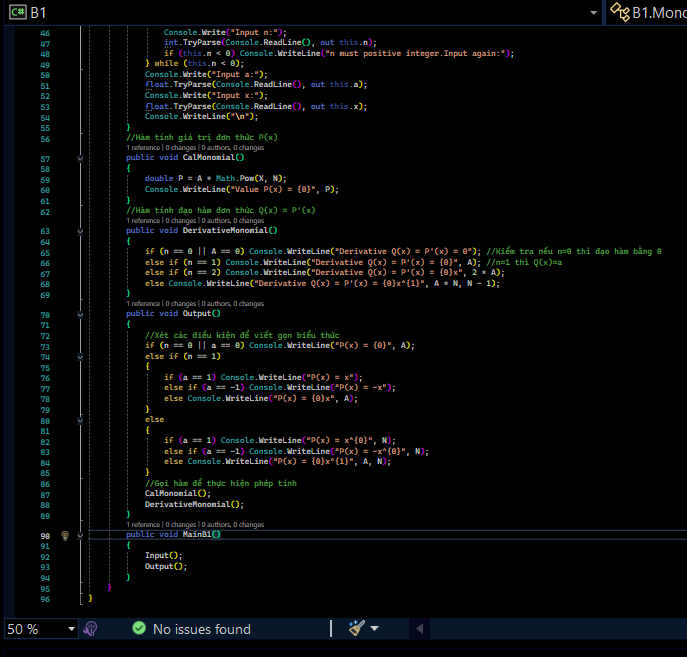 C# B1
B1.Mono
46 Console.Write("Input n:");
47 int.TryParse(Console.ReadLine(), out this.n);
48 if (this.n < 0) Console.WriteLine("n must positive integer.Input again:");
49 } while (this.n < 0);
50 Console.Write("Input a:");
51 float.TryParse(Console.ReadLine(), out this.a);
52 Console.Write("Input x:");
53 float.TryParse(Console.ReadLine(), out this.x);
54 Console.WriteLine("\n");
55 }
56 //Hàm tính giá trị đơn thức P(x)
1 reference | 0 changes | 0 authors, 0 changes
57 public void CalMonomial()
58 {
59 double P = A * Math.Pow(X, N);
60 Console.WriteLine("Value P(x) = {0}", P);
61 }
62 //Hàm tính đạo hàm đơn thức Q(x) = P'(x)
1 reference | 0 changes | 0 authors, 0 changes
63 public void DerivativeMonomial()
64 {
65 if (n == 0 || A == 0) Console.WriteLine("Derivative Q(x) = P'(x) = 0"); //Kiểm tra nếu n=0 thì đạo hàm bằng 0
66 else if (n == 1) Console.WriteLine("Derivative Q(x) = P'(x) = {0}", A); //n=1 thì Q(x)=a
67 else if (n == 2) Console.WriteLine("Derivative Q(x) = P'(x) = {0}x", 2 * A);
68 else Console.WriteLine("Derivative Q(x) = P'(x) = {0}x^{1}", A * N, N - 1);
69 }
1 reference | 0 changes | 0 authors, 0 changes
70 public void Output()
71 {
72 //Xét các điều kiện để viết gọn biểu thức
73 if (n == 0 || a == 0) Console.WriteLine("P(x) = {0}", A);
74 else if (n == 1)
75 {
76 if (a == 1) Console.WriteLine("P(x) = x");
77 else if (a == -1) Console.WriteLine("P(x) = -x");
78 else Console.WriteLine("P(x) = {0}x", A);
79 }
80 else
81 {
82 if (a == 1) Console.WriteLine("P(x) = x^{0}", N);
83 else if (a == -1) Console.WriteLine("P(x) = -x^{0}", N);
84 else Console.WriteLine("P(x) = {0}x^{1}", A, N);
85 }
86 //Gọi hàm để thực hiện phép tính
87 CalMonomial();
88 DerivativeMonomial();
89 }
1 reference | 0 changes | 0 authors, 0 changes
90 public void MainB1()
91 {
92 Input();
93 Output();
94 }
95 }
96 }
50 %
No issues found